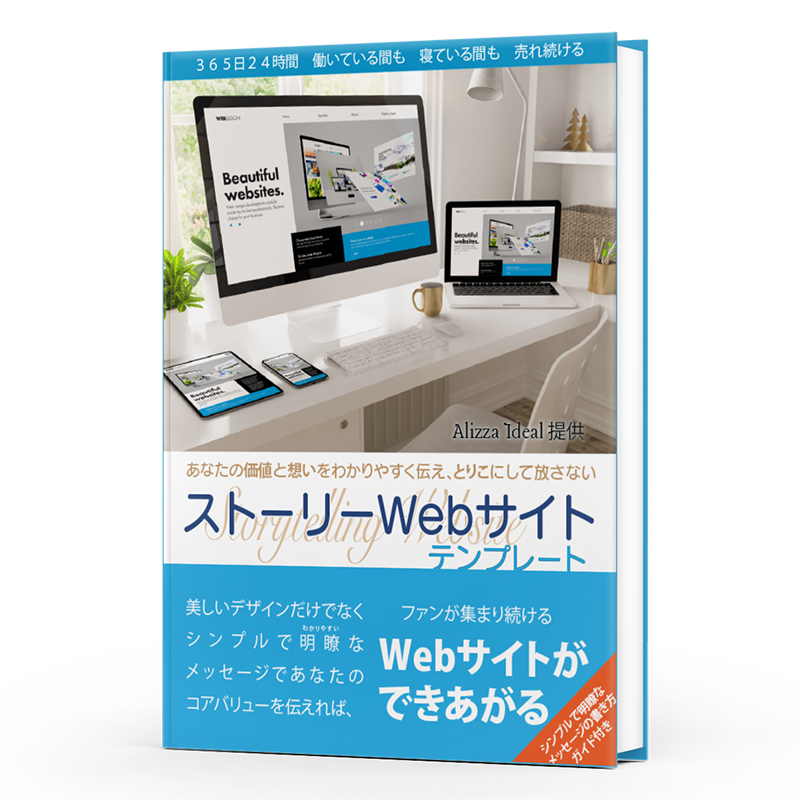 365日24時間 働いている間も 寝ている間も 売れ続ける
WEBDESIGN
Beautiful
websites.
Beautiful
websites.
Beautiful
websites.
Alizza Ideal 提供
あなたの価値と想いをわかりやすく伝え、とりこにして放さない
Storytelling Website
ストーリーWebサイト
テンプレート
美しいデザインだけでなく
わかりやすい
シンプルで明瞭な
メッセージであなたの
コアバリューを伝えれば、
ファンが集まり続ける
Webサイトが
できあがる
シンプルで明瞭な
メッセージの書き方
ガイド付き